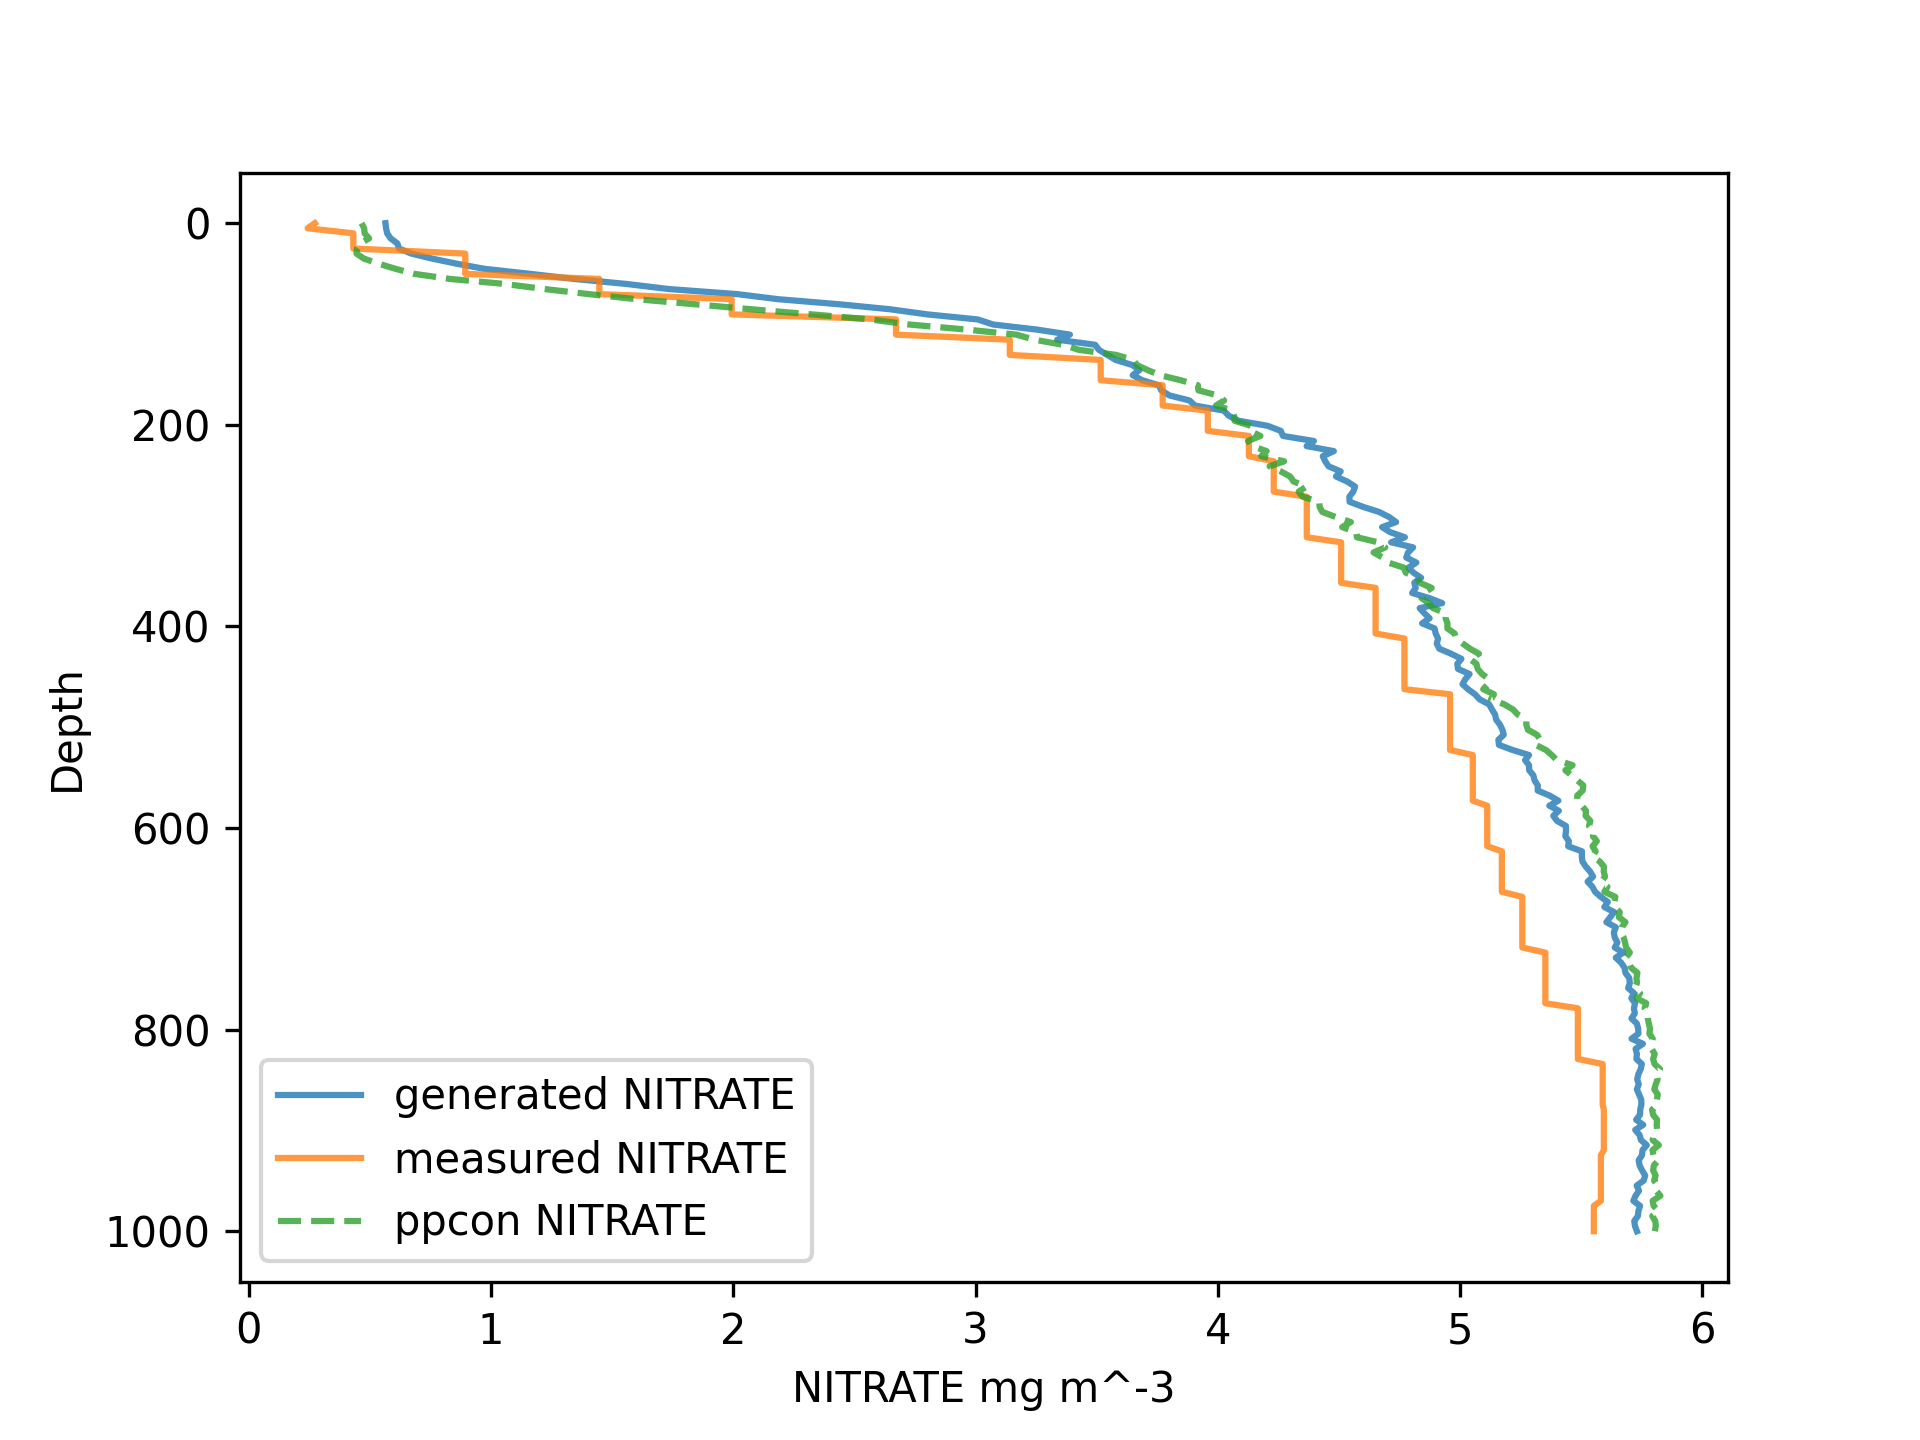 0
200
400
600
800
1000
Depth
generated NITRATE
measured NITRATE
ppcon NITRATE
0 1 2 3 4 5 6
NITRATE mg m^-3